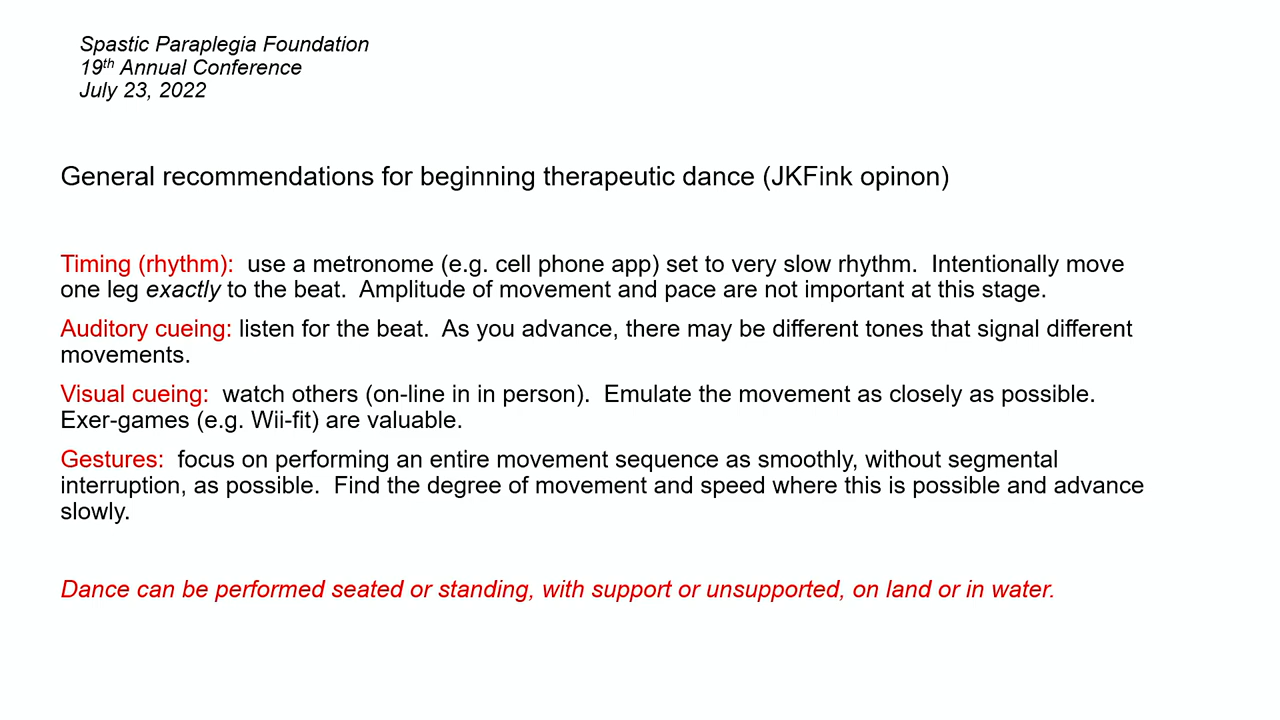 Spastic Paraplegia Foundation
19th Annual Conference
July 23, 2022
General recommendations for beginning therapeutic dance (JKFink opinon)
Timing (rhythm):  use a metronome (e.g. cell phone app) set to very slow rhythm.  Intentionally move
one leg exactly to the beat.  Amplitude of movement and pace are not important at this stage.
Auditory cueing: listen for the beat.  As you advance, there may be different tones that signal different
movements.
Visual cueing:  watch others (on-line in in person).  Emulate the movement as closely as possible.
Exer-games (e.g. Wii-fit) are valuable.
Gestures:  focus on performing an entire movement sequence as smoothly, without segmental
interruption, as possible.  Find the degree of movement and speed where this is possible and advance
slowly.
Dance can be performed seated or standing, with support or unsupported, on land or in water.